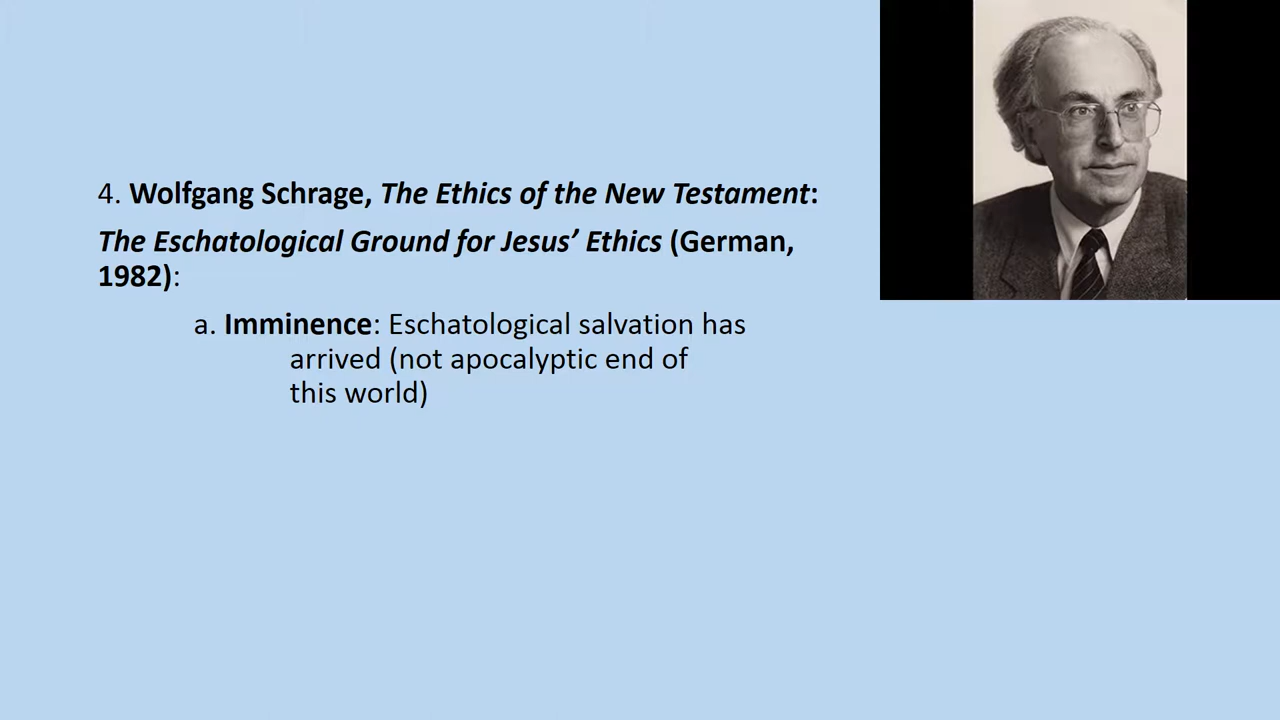 4. Wolfgang Schrage, The Ethics of the New Testament:
The Eschatological Ground for Jesus’ Ethics (German,
1982):
a. Imminence: Eschatological salvation has
arrived (not apocalyptic end of
this world)